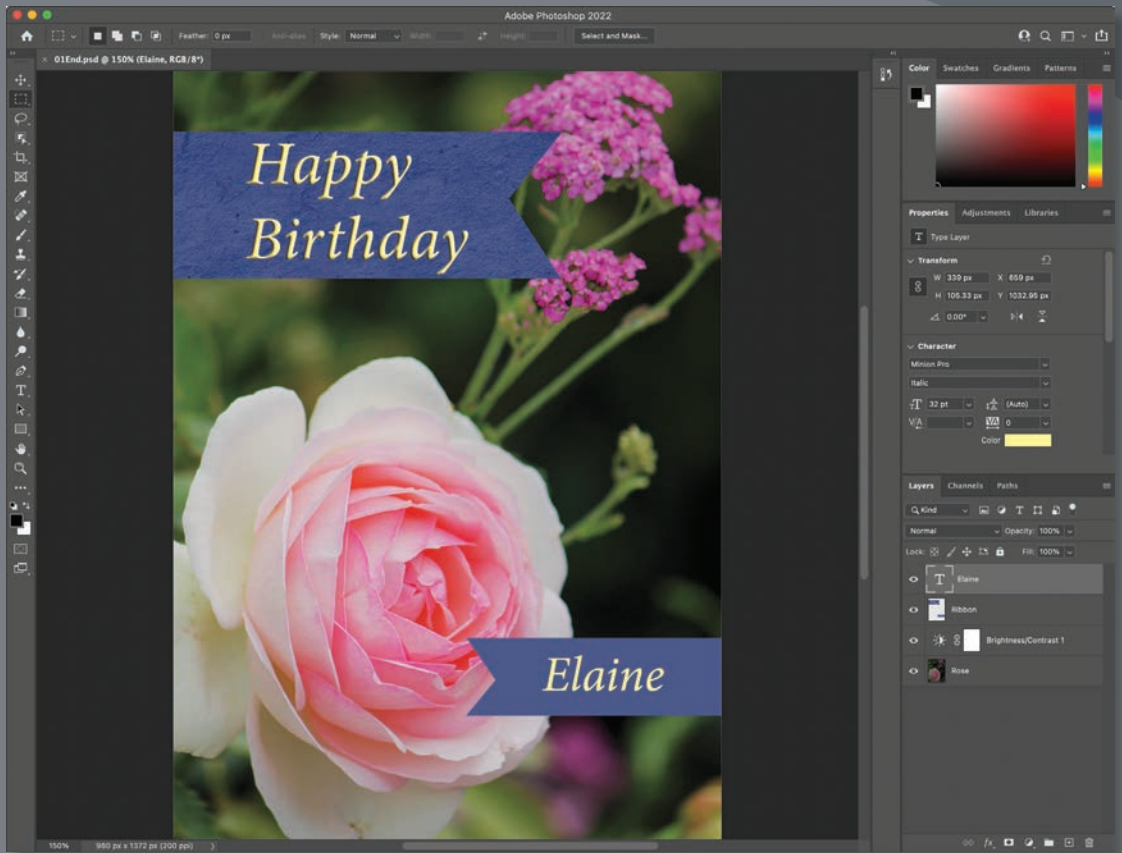 Adobe Photoshop 2022
Feather: 0 px Anti-alias Style: Normal Width: Height: Select and Mask...
× 01End.psd @ 150% (Elaine, RGB/8*)
Happy
Birthday
Elaine
150% 980 px x 1372 px (200 ppi)
Color Swatches Gradients Patterns
Properties Adjustments Libraries
T Type Layer
Transform
W 339 px X 659 px
H 105.33 px Y 1032.95 px
0.00°
Character
Minion Pro
Italic
32 pt (Auto)
V/A VA 0
Color
Layers Channels Paths
Kind
Normal Opacity: 100%
Lock: Fill: 100%
T Elaine
Ribbon
Brightness/Contrast 1
Rose
fx